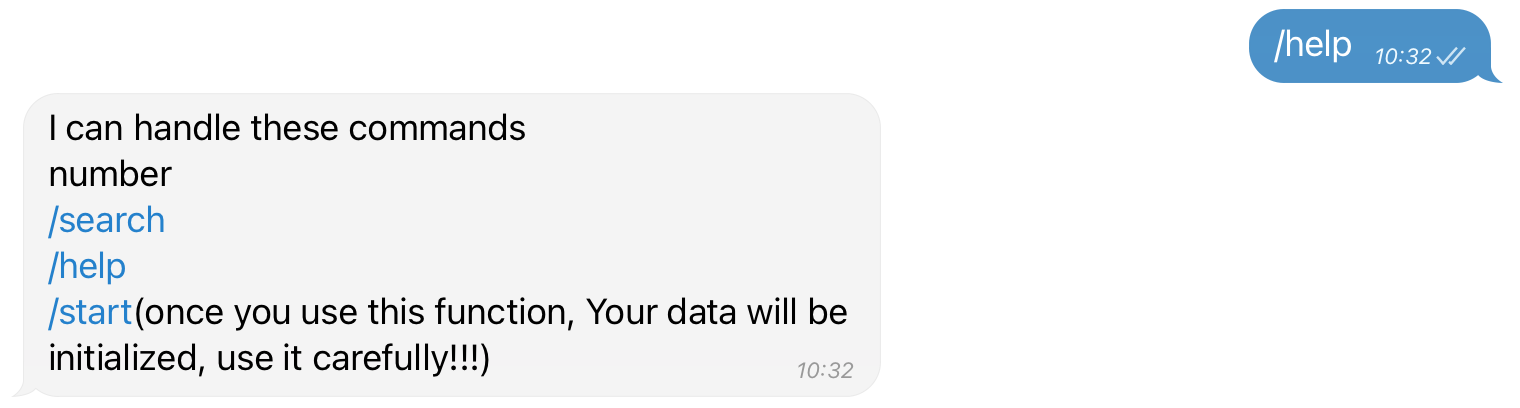 /help 10:32
I can handle these commands
number
/search
/help
/start(once you use this function, Your data will be
initialized, use it carefully!!!)
10:32